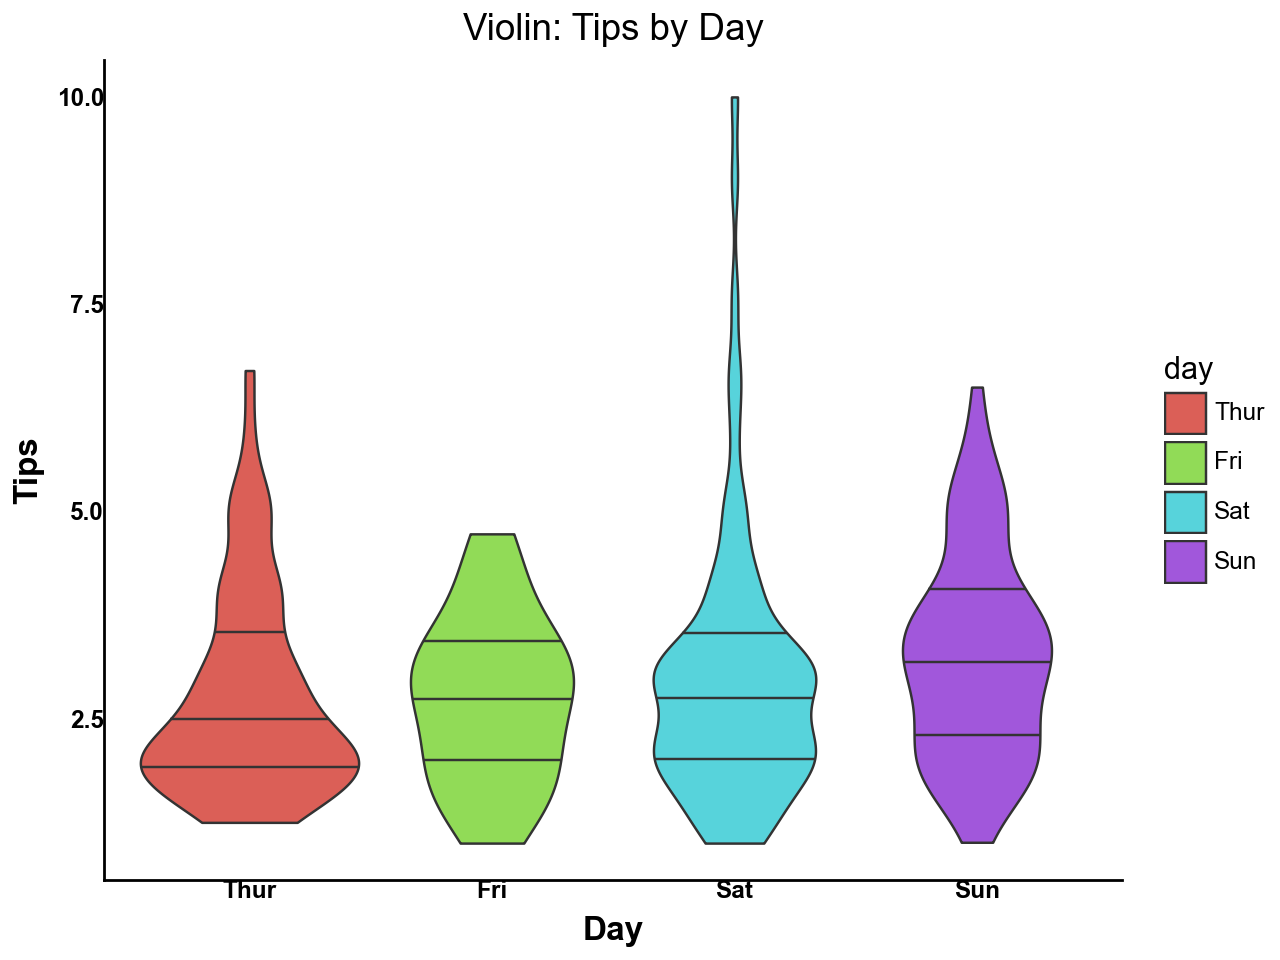 Violin: Tips by Day
10.0
7.5
5.0
2.5
Tips
Thur
Fri
Sat
Sun
Day
day
Thur
Fri
Sat
Sun